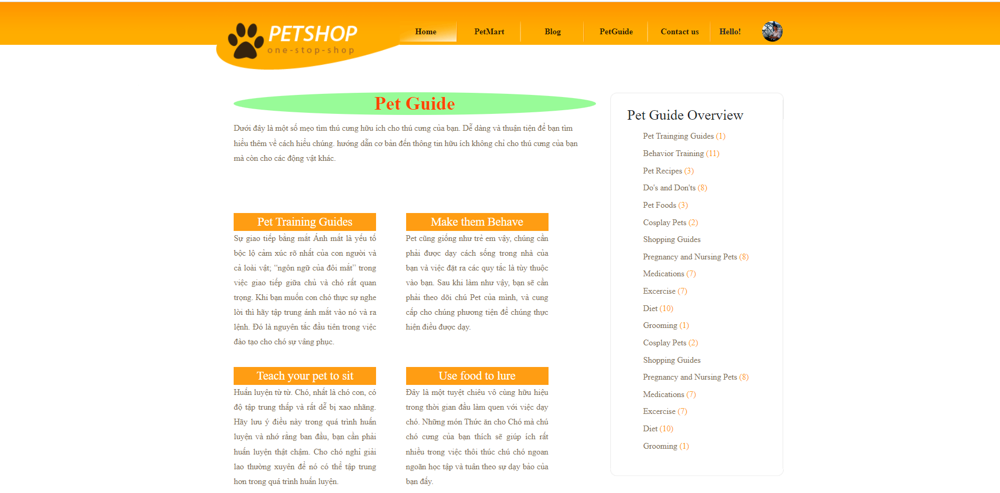 PETSHOP
one-stop-shop
Home
PetMart
Blog
PetGuide
Contact us
Hello!
Pet Guide
Dưới đây là một số mẹo tìm thú cưng hữu ích cho thú cưng của bạn. Dễ dàng và thuận tiện để bạn tìm
hiểu thêm về cách hiểu chúng. hướng dẫn cơ bản đến thông tin hữu ích không chỉ cho thú cưng của bạn
mà còn cho các động vật khác.
Pet Training Guides
Sự giao tiếp bằng mắt Ánh mắt là yếu tố
bộc lộ cảm xúc rõ nhất của con người và
cả loài vật; “ngôn ngữ của đôi mắt” trong
việc giao tiếp giữa chủ và chó rất quan
trọng. Khi bạn muốn con chó thực sự nghe
lời thì hãy tập trung ánh mắt vào nó và ra
lệnh. Đó là nguyên tắc đầu tiên trong việc
đào tạo cho chó sự vâng phục.
Make them Behave
Pet cũng giống như trẻ em vậy, chúng cần
phải được dạy cách sống trong nhà của
bạn và việc đặt ra các quy tắc là tùy thuộc
vào bạn. Sau khi làm như vậy, bạn sẽ cần
phải theo dõi chú Pet của mình, và cung
cấp cho chúng phương tiện để chúng thực
hiện điều được dạy.
Teach your pet to sit
Huấn luyện từ từ. Chó, nhất là chó con, có
độ tập trung thấp và rất dễ bị xao nhãng.
Hãy lưu ý điều này trong quá trình huấn
luyện và nhớ rằng ban đầu, bạn cần phải
huấn luyện thật chậm. Cho chó nghỉ giải
lao thường xuyên để nó có thể tập trung
hơn trong quá trình huấn luyện.
Use food to lure
Đây là một tuyệt chiêu vô cùng hữu hiệu
trong thời gian đầu làm quen với việc dạy
chó. Những món Thức ăn cho Chó mà chú
chó cưng của bạn thích sẽ giúp ích rất
nhiều trong việc thôi thúc chú chó ngoan
ngoãn học tập và tuân theo sự dạy bảo của
bạn đấy.
Pet Guide Overview
Pet Trainging Guides (1)
Behavior Training (11)
Pet Recipes (3)
Do's and Don'ts (8)
Pet Foods (3)
Cosplay Pets (2)
Shopping Guides
Pregnancy and Nursing Pets (8)
Medications (7)
Excercise (7)
Diet (10)
Grooming (1)
Cosplay Pets (2)
Shopping Guides
Pregnancy and Nursing Pets (8)
Medications (7)
Excercise (7)
Diet (10)
Grooming (1)